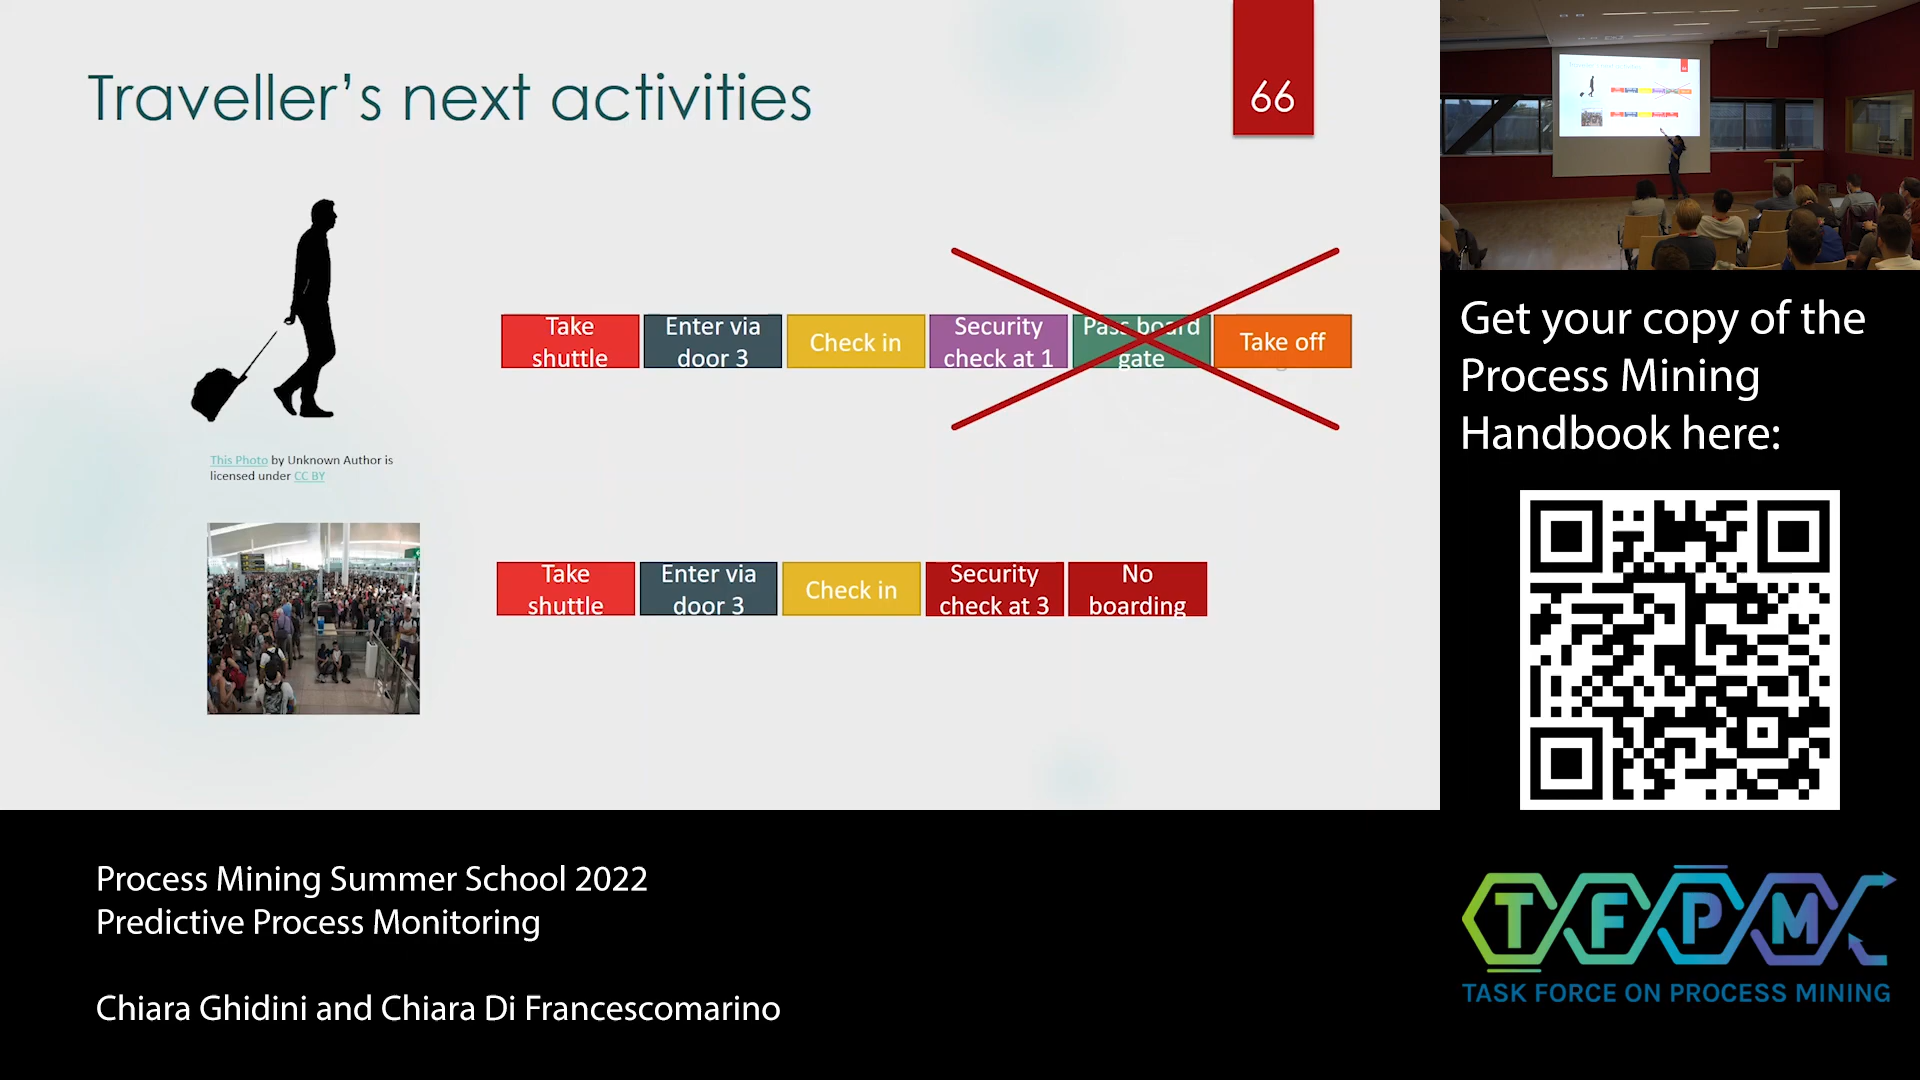 Traveller's next activities
66
Take
shuttle
Enter via
door 3
Check in
Security
check at 1
Pass board
gate
Take off
This Photo by Unknown Author is
licensed under CC BY
Take
shuttle
Enter via
door 3
Check in
Security
check at 3
No
boarding
Get your copy of the
Process Mining
Handbook here:
Process Mining Summer School 2022
Predictive Process Monitoring
Chiara Ghidini and Chiara Di Francescomarino
TFPM
TASK FORCE ON PROCESS MINING